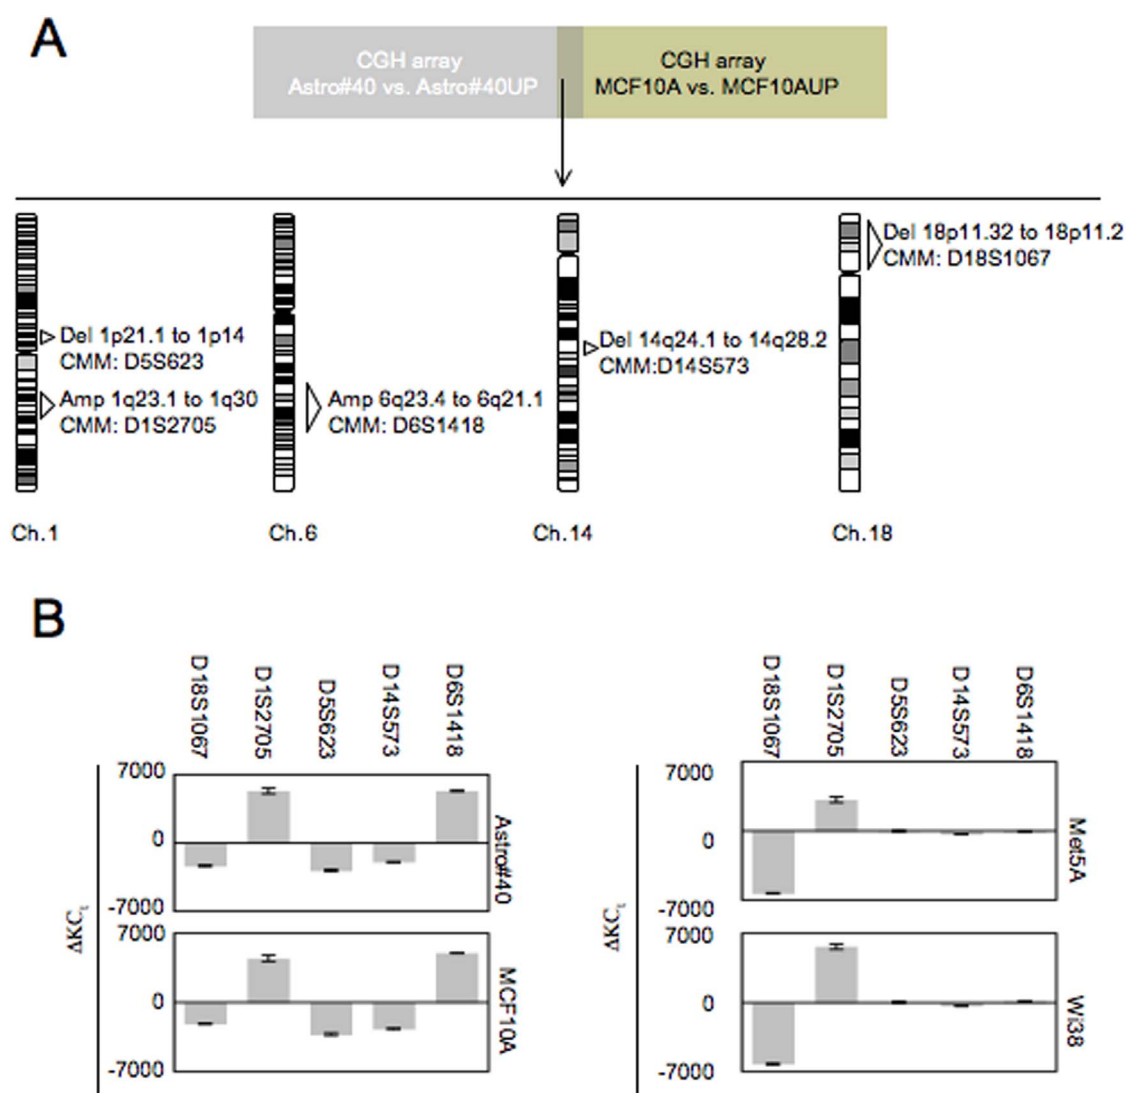 A
CGH array
Astro#40 vs. Astro#40UP
CGH array
MCF10A vs. MCF10AUP
Del 1p21.1 to 1p14
CMM: D5S623
Amp 1q23.1 to 1q30
CMM: D1S2705
Amp 6q23.4 to 6q21.1
CMM: D6S1418
Del 14q24.1 to 14q28.2
CMM:D14S573
Del 18p11.32 to 18p11.2
CMM: D18S1067
Ch.1
Ch.6
Ch.14
Ch.18
B
D18S1067
D1S2705
D5S623
D14S573
D6S1418
7000
0
-7000
Astro#40
7000
0
-7000
MCF10A
D18S1067
D1S2705
D5S623
D14S573
D6S1418
7000
0
-7000
Met5A
7000
0
-7000
Wi38